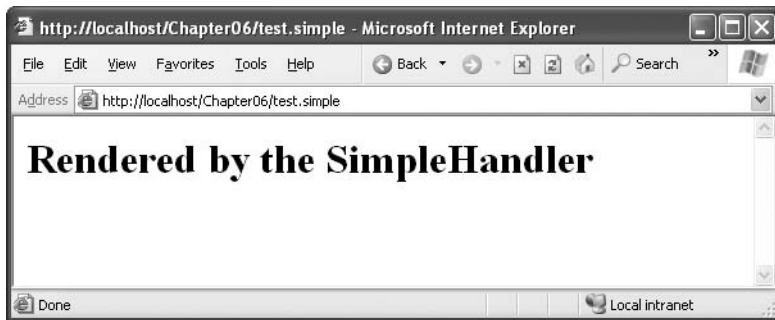 http://localhost/Chapter06/test.simple - Microsoft Internet Explorer
File Edit View Favorites Tools Help Back Search »
Address http://localhost/Chapter06/test.simple
Rendered by the SimpleHandler
Done Local intranet